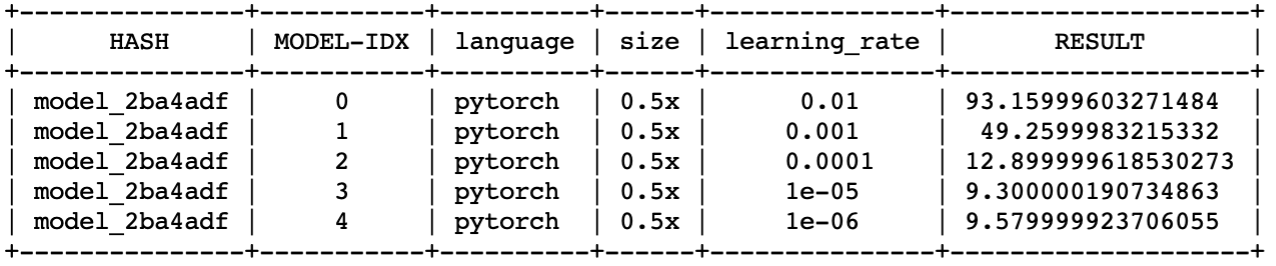 +---------------+-----------+----------+------+---------------+--------------------+
| HASH | MODEL-IDX | language | size | learning_rate | RESULT |
+---------------+-----------+----------+------+---------------+--------------------+
| model_2ba4adf | 0 | pytorch | 0.5x | 0.01 | 93.15999603271484 |
| model_2ba4adf | 1 | pytorch | 0.5x | 0.001 | 49.2599983215332 |
| model_2ba4adf | 2 | pytorch | 0.5x | 0.0001 | 12.899999618530273 |
| model_2ba4adf | 3 | pytorch | 0.5x | 1e-05 | 9.300000190734863 |
| model_2ba4adf | 4 | pytorch | 0.5x | 1e-06 | 9.579999923706055 |
+---------------+-----------+----------+------+---------------+--------------------+